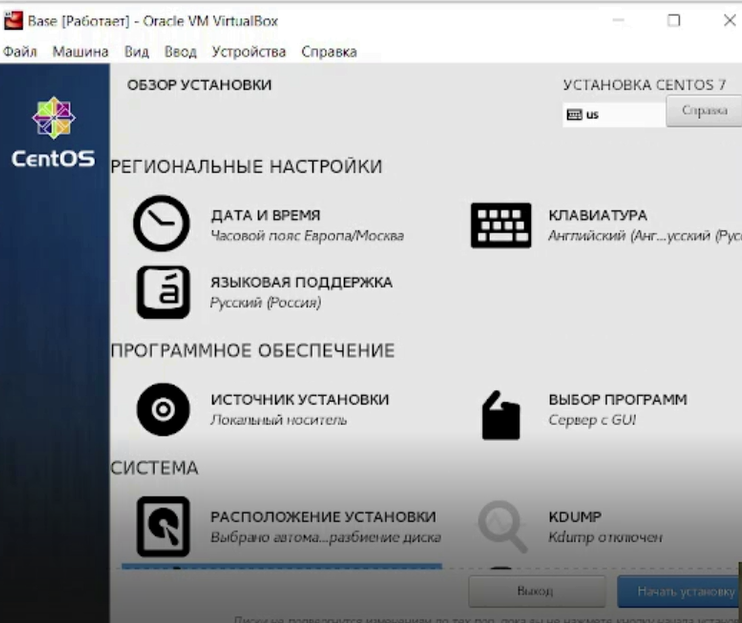 Base [Работает] - Oracle VM VirtualBox
Файл Машина Вид Ввод Устройства Справка
ОБЗОР УСТАНОВКИ
УСТАНОВКА CENTOS 7
us
Справка
CentOS
РЕГИОНАЛЬНЫЕ НАСТРОЙКИ
ДАТА И ВРЕМЯ
Часовой пояс Европа/Москва
КЛАВИАТУРА
Английский (Анг...усский (Рус
ЯЗЫКОВАЯ ПОДДЕРЖКА
Русский (Россия)
ПРОГРАММНОЕ ОБЕСПЕЧЕНИЕ
ИСТОЧНИК УСТАНОВКИ
Локальный носитель
ВЫБОР ПРОГРАММ
Сервер с GUI
СИСТЕМА
РАСПОЛОЖЕНИЕ УСТАНОВКИ
Выбрано автома...разбиение диска
KDUMP
Kdump отключен
Выход
Начать установку